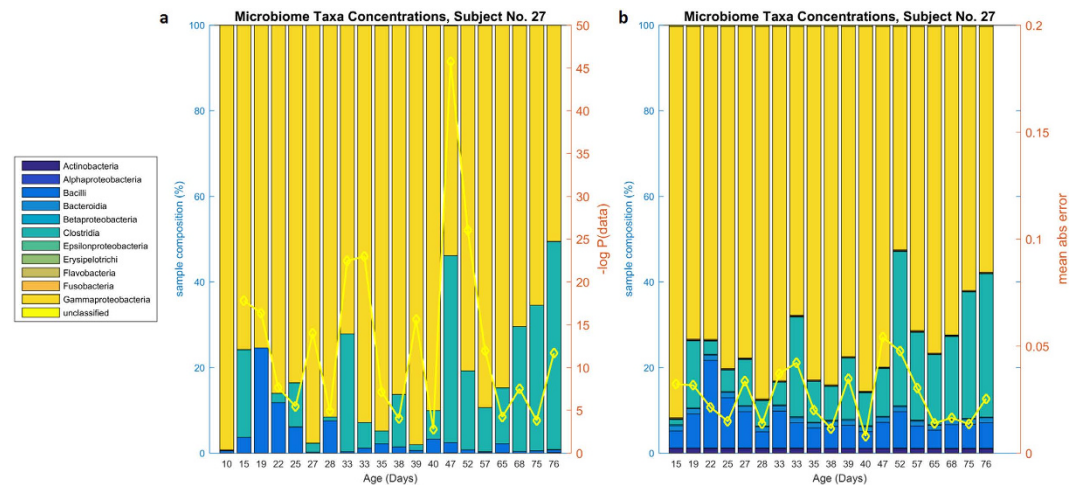 a
Microbiome Taxa Concentrations, Subject No. 27
100
80
60
40
20
0
sample composition (%)
50
45
40
35
30
25
20
15
10
5
0
-log P(data)
10 15 19 22 25 27 28 33 33 35 38 39 40 47 52 57 65 68 75 76
Age (Days)
Actinobacteria
Alphaproteobacteria
Bacilli
Bacteroidia
Betaproteobacteria
Clostridia
Epsilonproteobacteria
Erysipelotrichi
Flavobacteria
Fusobacteria
Gammaproteobacteria
unclassified
b
Microbiome Taxa Concentrations, Subject No. 27
100
80
60
40
20
0
sample composition (%)
0.2
0.15
0.1
0.05
0
mean abs error
15 19 22 25 27 28 33 33 35 38 39 40 47 52 57 65 68 75 76
Age (Days)